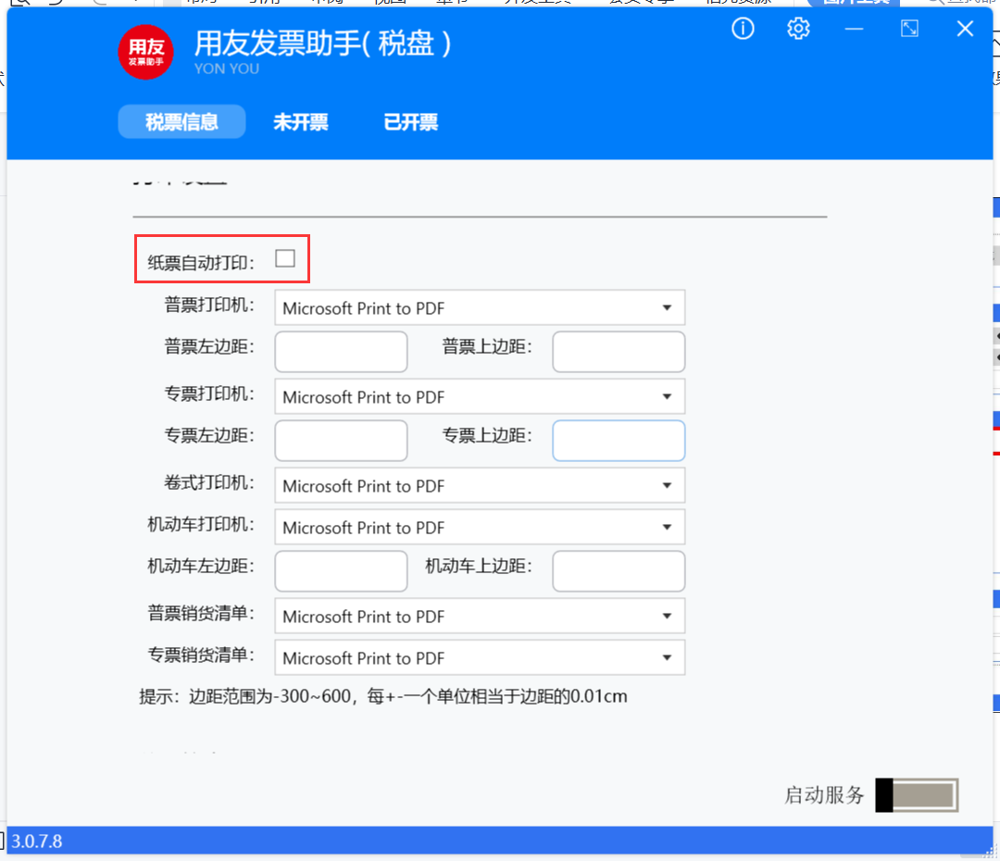 用友
发票助手
用友发票助手( 税盘 )
YON YOU
税票信息 未开票 已开票
纸票自动打印:
普票打印机: Microsoft Print to PDF
普票左边距: 普票上边距:
专票打印机: Microsoft Print to PDF
专票左边距: 专票上边距:
卷式打印机: Microsoft Print to PDF
机动车打印机: Microsoft Print to PDF
机动车左边距: 机动车上边距:
普票销货清单: Microsoft Print to PDF
专票销货清单: Microsoft Print to PDF
提示: 边距范围为-300~600，每+-一个单位相当于边距的0.01cm
启动服务
3.0.7.8